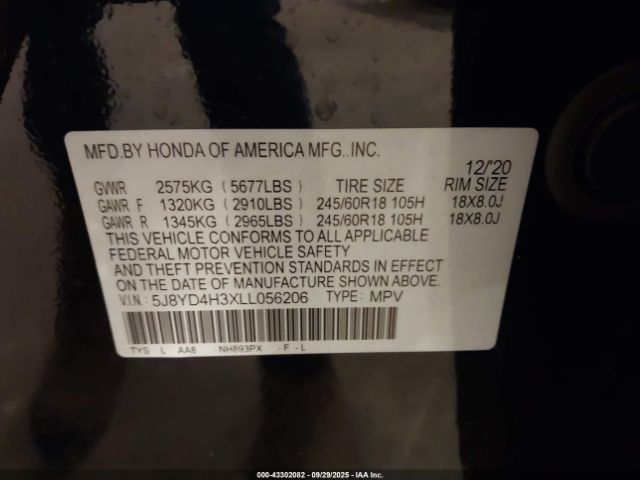 MFD.BY HONDA OF AMERICA MFG.,INC.
12/'20
GVWR 2575KG (5677LBS) TIRE SIZE RIM SIZE
GAWR F 1320KG (2910LBS) 245/60R18 105H 18X8.0J
GAWR R 1345KG (2965LBS) 245/60R18 105H 18X8.0J
THIS VEHICLE CONFORMS TO ALL APPLICABLE
FEDERAL MOTOR VEHICLE SAFETY
AND THEFT PREVENTION STANDARDS IN EFFECT
ON THE DATE OF MANUFACTURE SHOWN ABOVE.
V.I.N.: 5J8YD4H3XLL056206 TYPE: MPV
TYS L AA8 -NH893PX -F -L
000-43302082 - 09/29/2025 - IAA Inc.